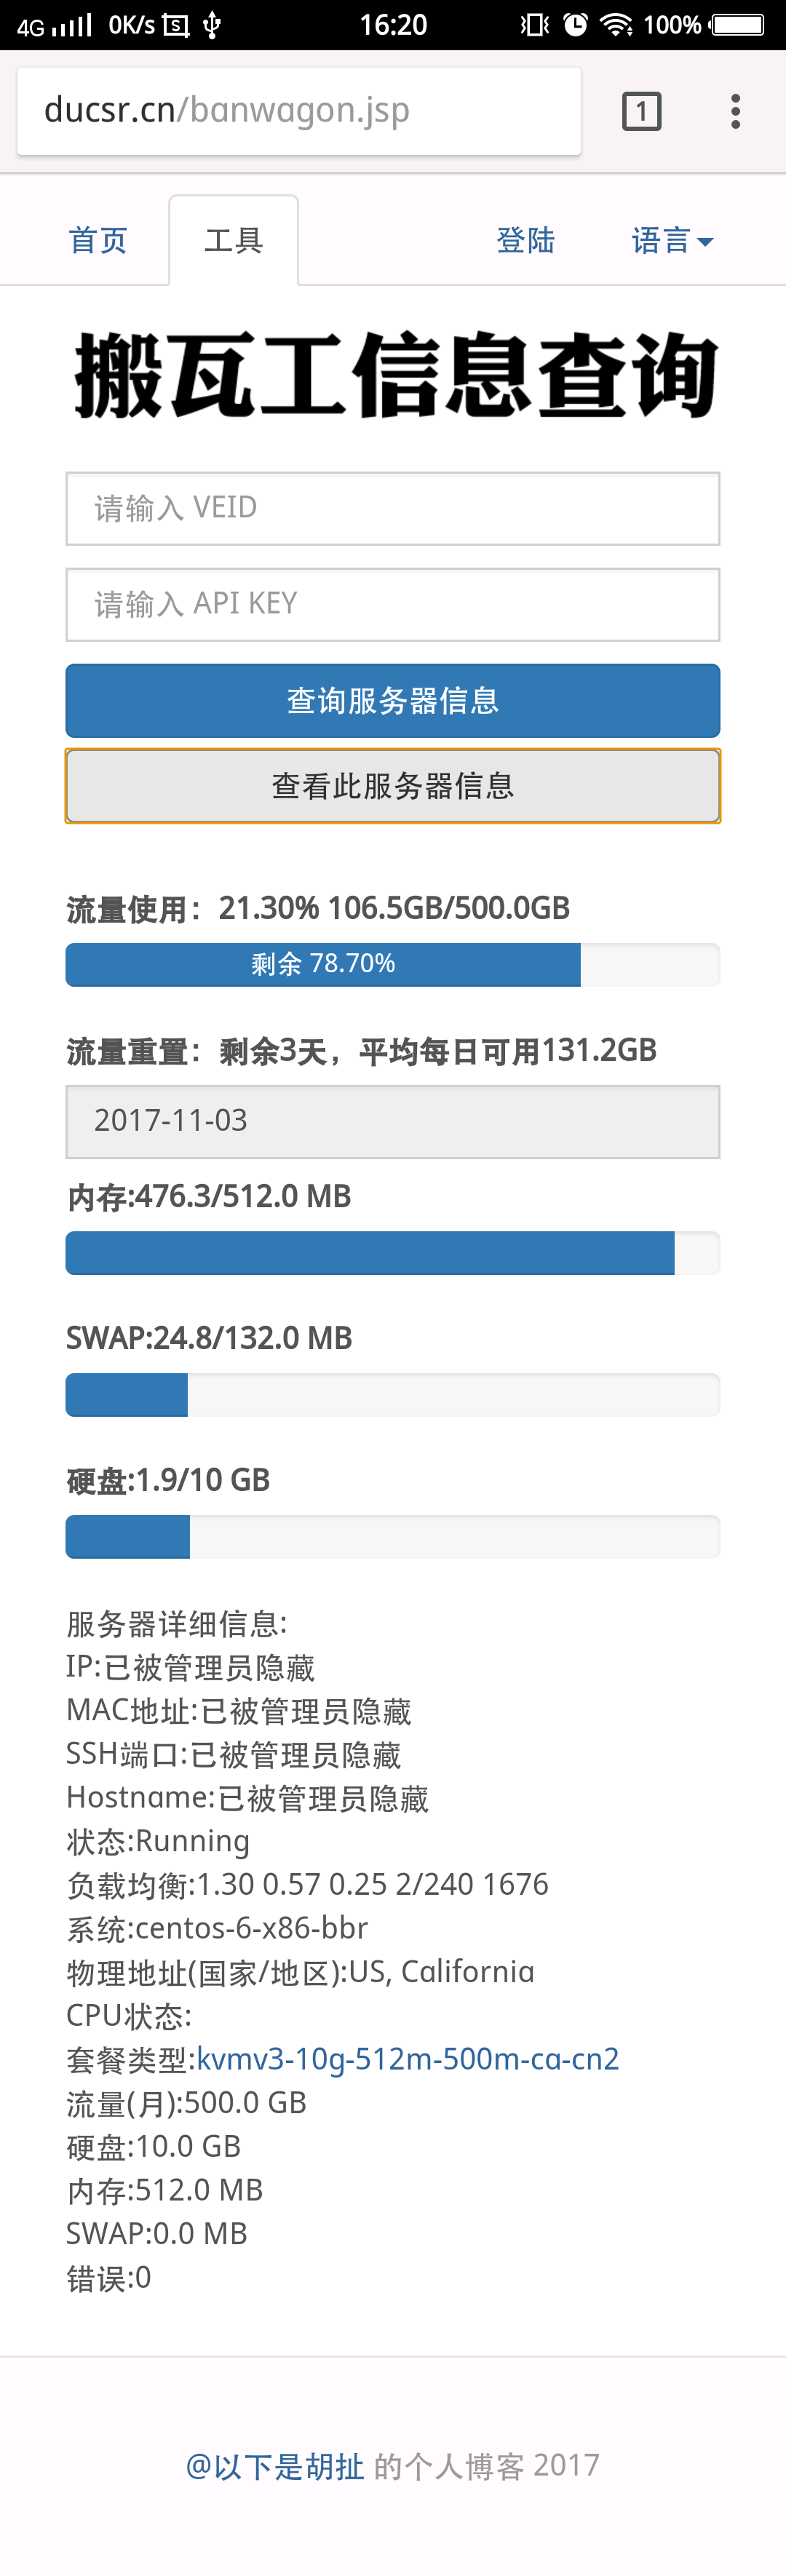 4G 0K/s S 16:20 100%
ducsr.cn/banwagon.jsp 1
首页 工具 登陆 语言
搬瓦工信息查询
请输入 VEID
请输入 API KEY
查询服务器信息
查看此服务器信息
流量使用：21.30% 106.5GB/500.0GB
剩余 78.70%
流量重置：剩余3天，平均每日可用131.2GB
2017-11-03
内存:476.3/512.0 MB
SWAP:24.8/132.0 MB
硬盘:1.9/10 GB
服务器详细信息:
IP:已被管理员隐藏
MAC地址:已被管理员隐藏
SSH端口:已被管理员隐藏
Hostname:已被管理员隐藏
状态:Running
负载均衡:1.30 0.57 0.25 2/240 1676
系统:centos-6-x86-bbr
物理地址(国家/地区):US, California
CPU状态:
套餐类型:kvmv3-10g-512m-500m-ca-cn2
流量(月):500.0 GB
硬盘:10.0 GB
内存:512.0 MB
SWAP:0.0 MB
错误:0
@以下是胡扯 的个人博客 2017